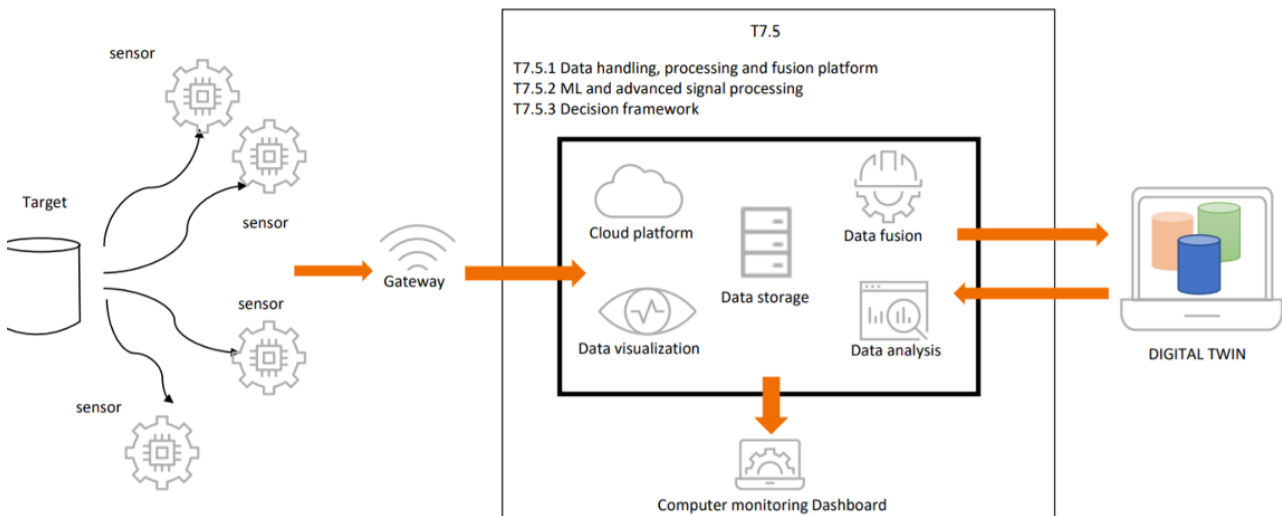 sensor
sensor
Target
sensor
sensor
Gateway
T7.5
T7.5.1 Data handling, processing and fusion platform
T7.5.2 ML and advanced signal processing
T7.5.3 Decision framework
Cloud platform
Data fusion
Data storage
Data visualization
Data analysis
Computer monitoring Dashboard
DIGITAL TWIN